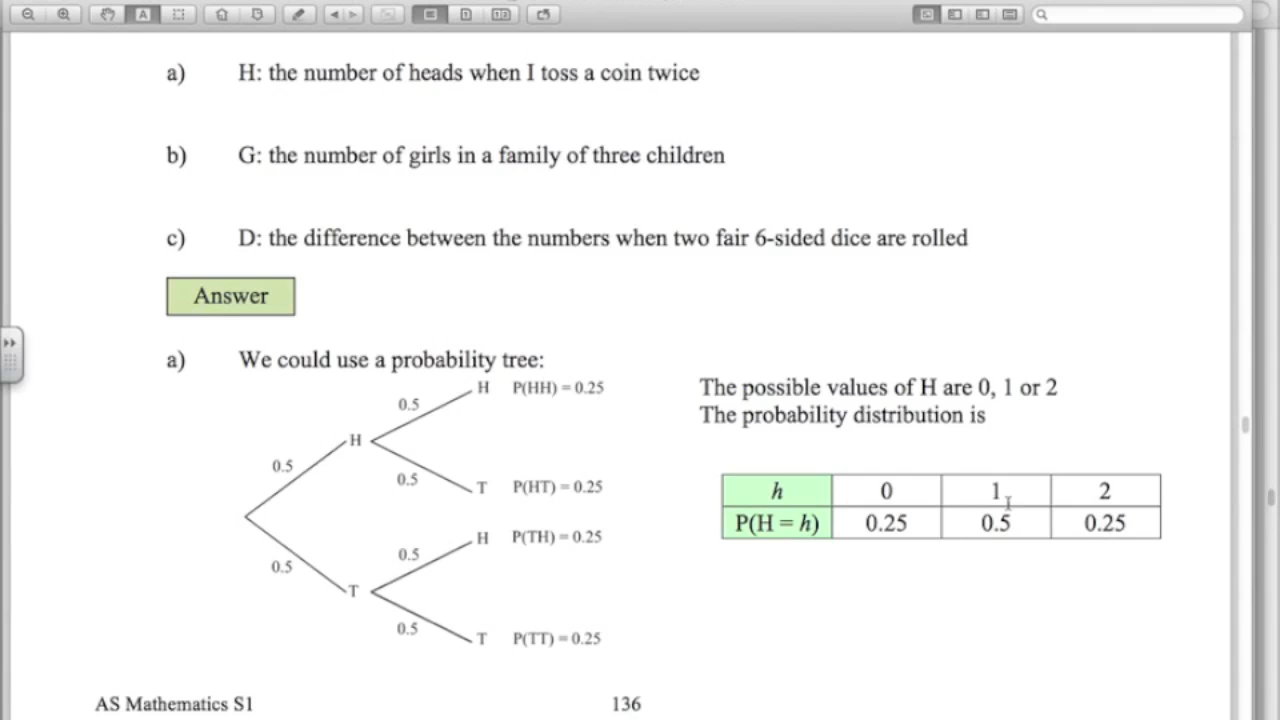 a) H: the number of heads when I toss a coin twice
b) G: the number of girls in a family of three children
c) D: the difference between the numbers when two fair 6-sided dice are rolled
Answer
a) We could use a probability tree:
H P(HH) = 0.25
0.5
H
0.5
0.5
T P(HT) = 0.25
H P(TH) = 0.25
0.5
0.5
T
0.5
T P(TT) = 0.25
The possible values of H are 0, 1 or 2
The probability distribution is
h 0 1 2
P(H = h) 0.25 0.5 0.25
AS Mathematics S1 136